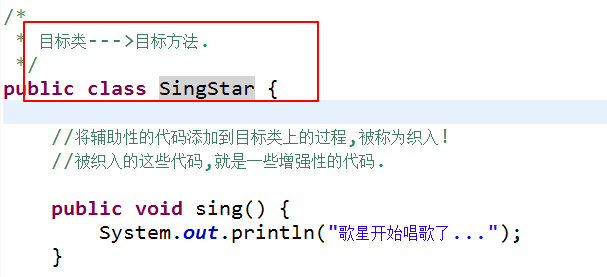 /*
 * 目标类--->目标方法.
 */
public class SingStar {
//将辅助性的代码添加到目标类上的过程,被称为织入!
//被织入的这些代码,就是一些增强性的代码.
public void sing() {
System.out.println("歌星开始唱歌了...");
}